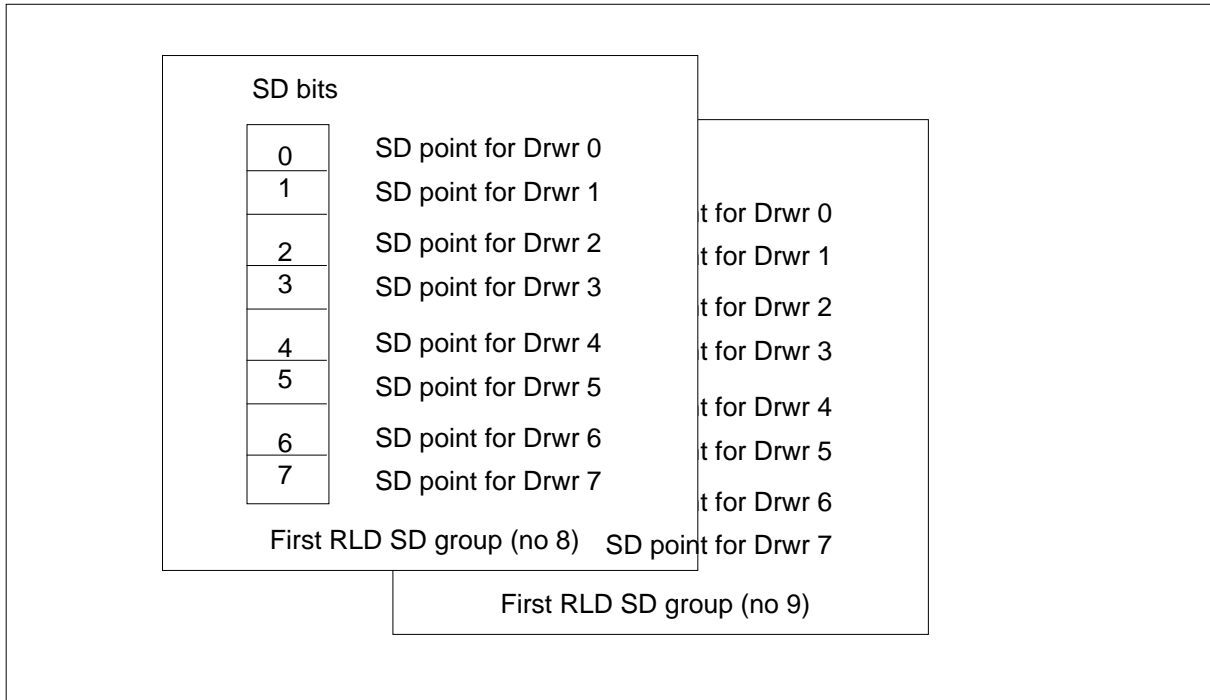 SD bits
0 SD point for Drwr 0
1 SD point for Drwr 1
2 SD point for Drwr 2
3 SD point for Drwr 3
4 SD point for Drwr 4
5 SD point for Drwr 5
6 SD point for Drwr 6
7 SD point for Drwr 7
First RLD SD group (no 8)
for Drwr 0
for Drwr 1
for Drwr 2
for Drwr 3
for Drwr 4
for Drwr 5
for Drwr 6
SD point for Drwr 7
First RLD SD group (no 9)